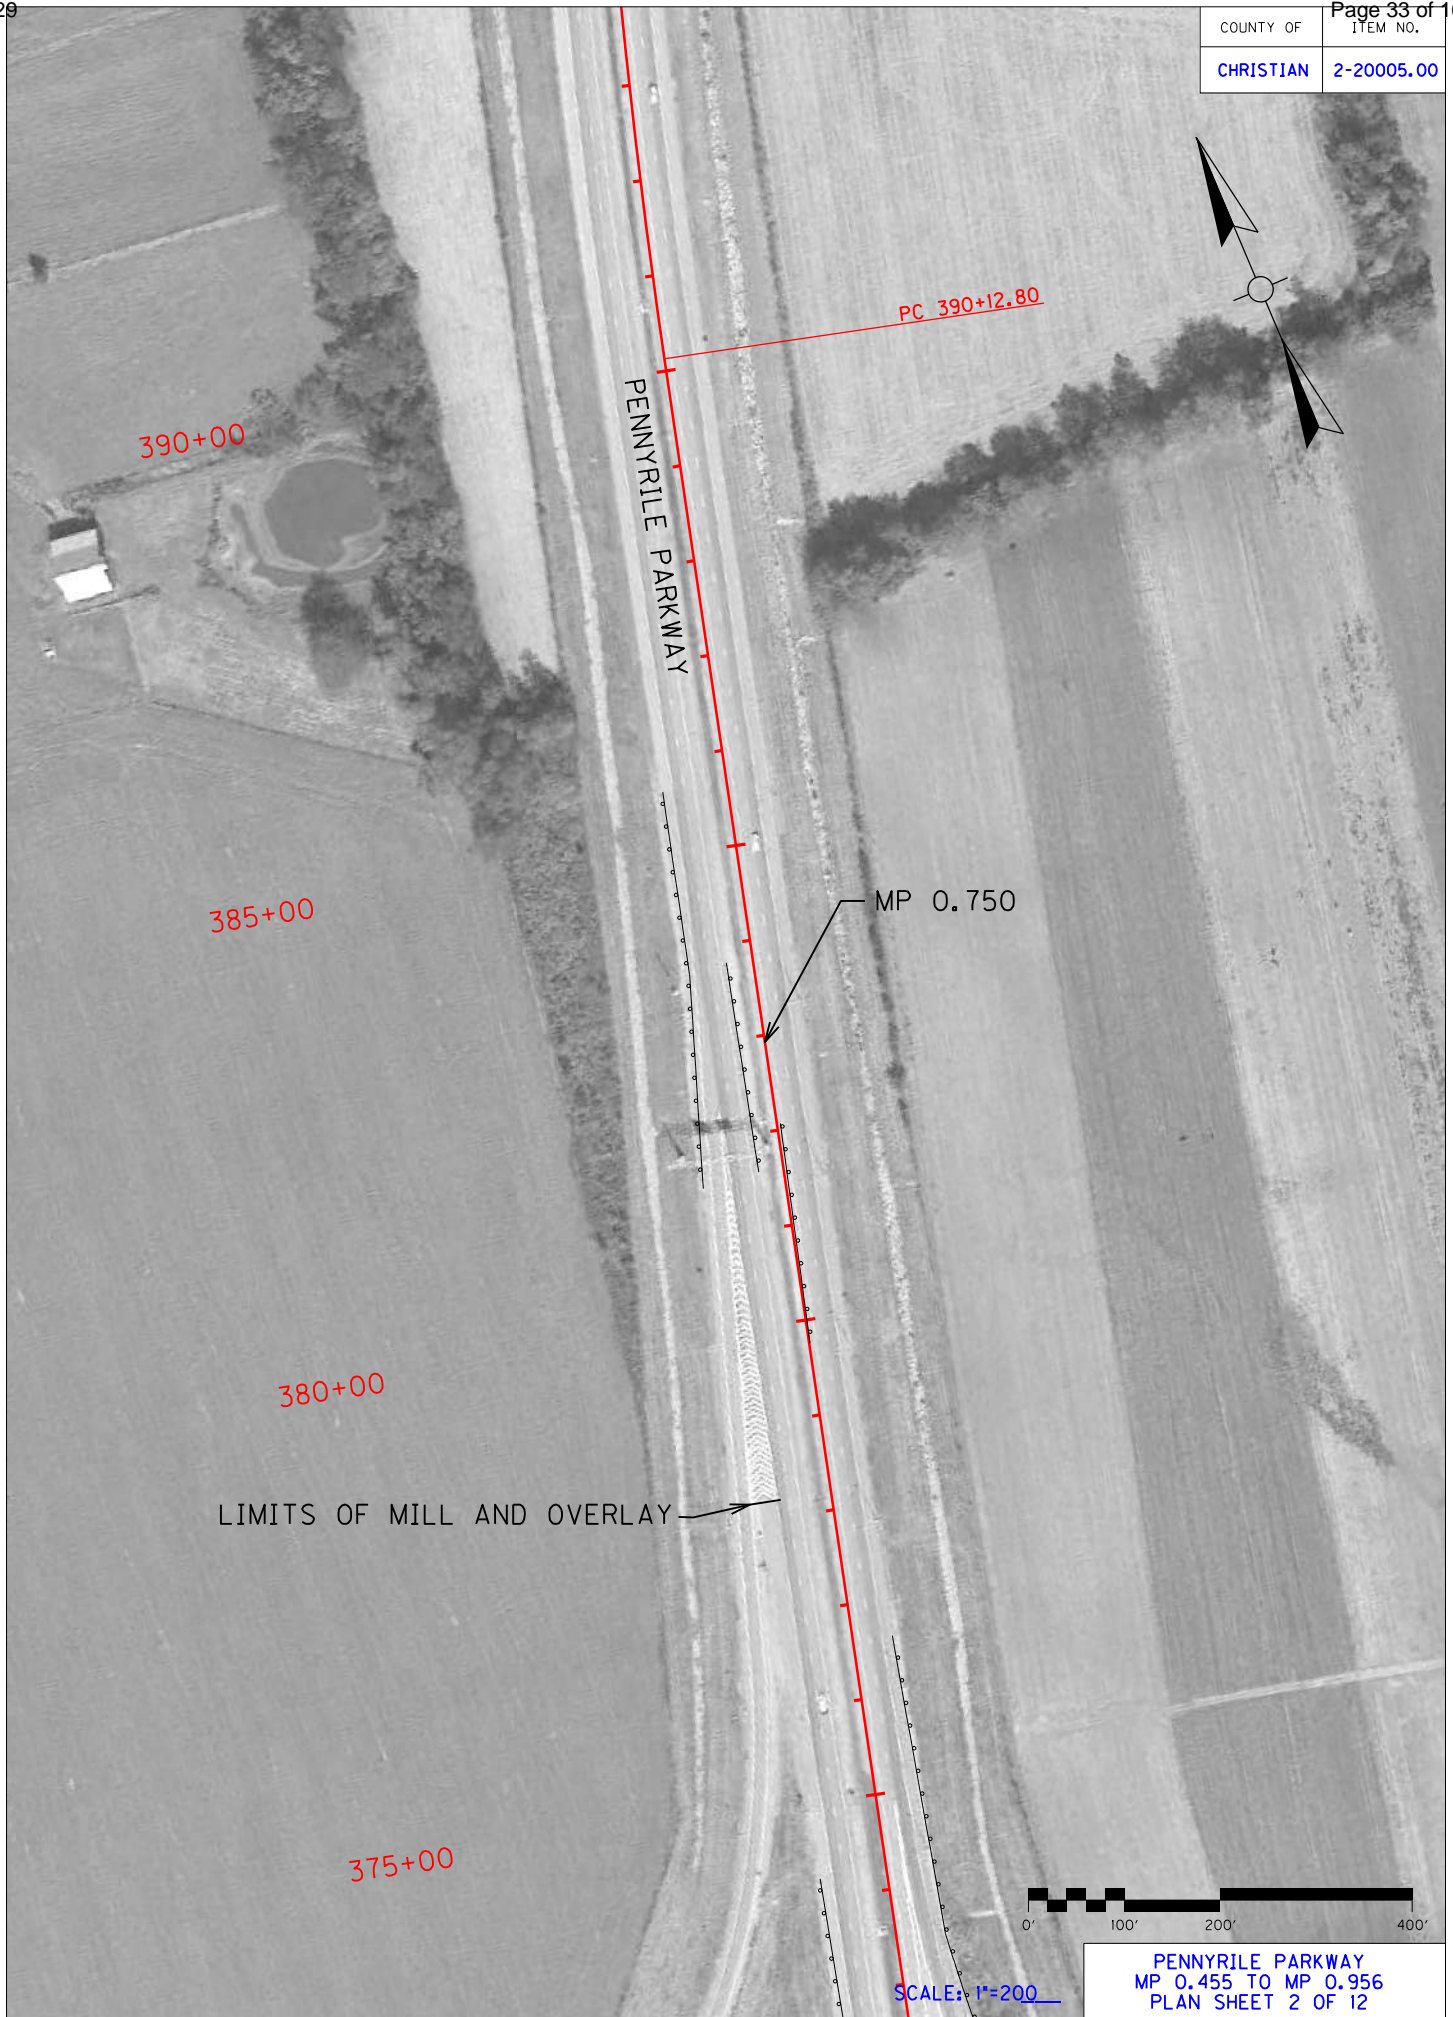 29
Page 33 of 1
COUNTY OF
ITEM NO.
CHRISTIAN
2-20005.00
PC 390+12.80
PENNYRILE PARKWAY
390+00
MP 0.750
385+00
380+00
LIMITS OF MILL AND OVERLAY
375+00
0' 100' 200' 400'
SCALE: 1"=200
PENNYRILE PARKWAY
MP 0.455 TO MP 0.956
PLAN SHEET 2 OF 12